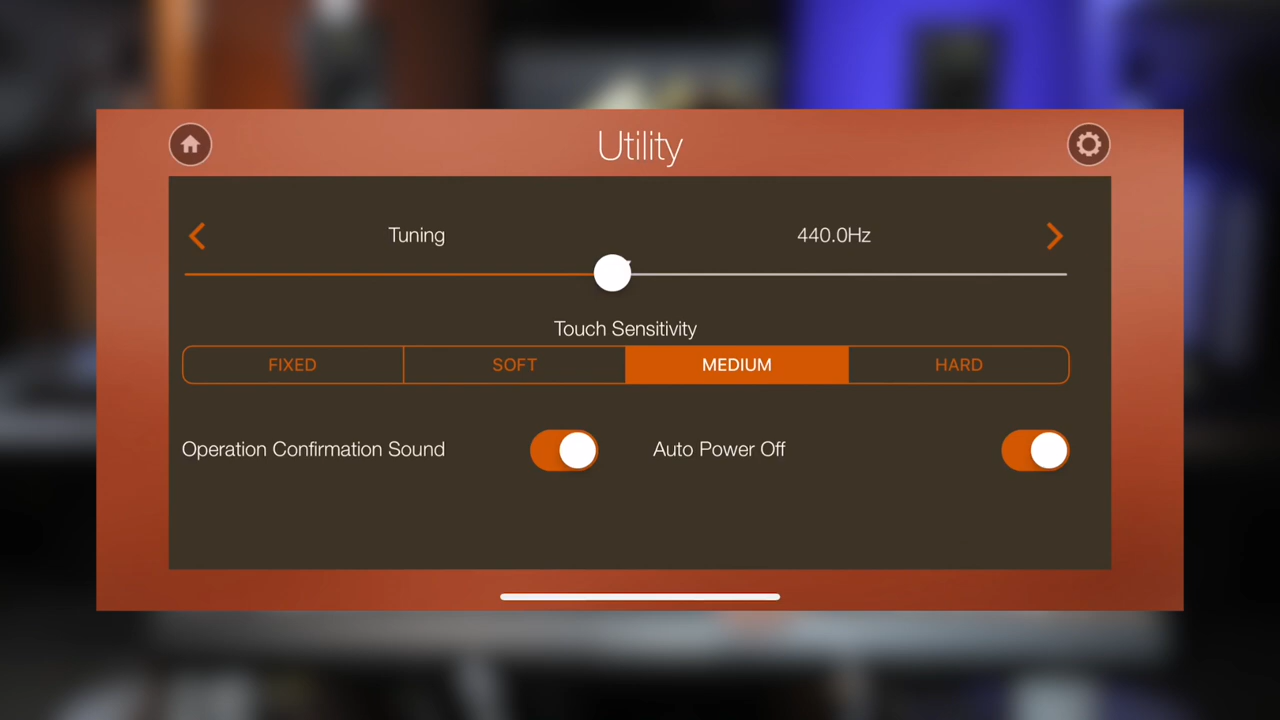 Utility
Tuning 440.0Hz
Touch Sensitivity
FIXED SOFT MEDIUM HARD
Operation Confirmation Sound Auto Power Off